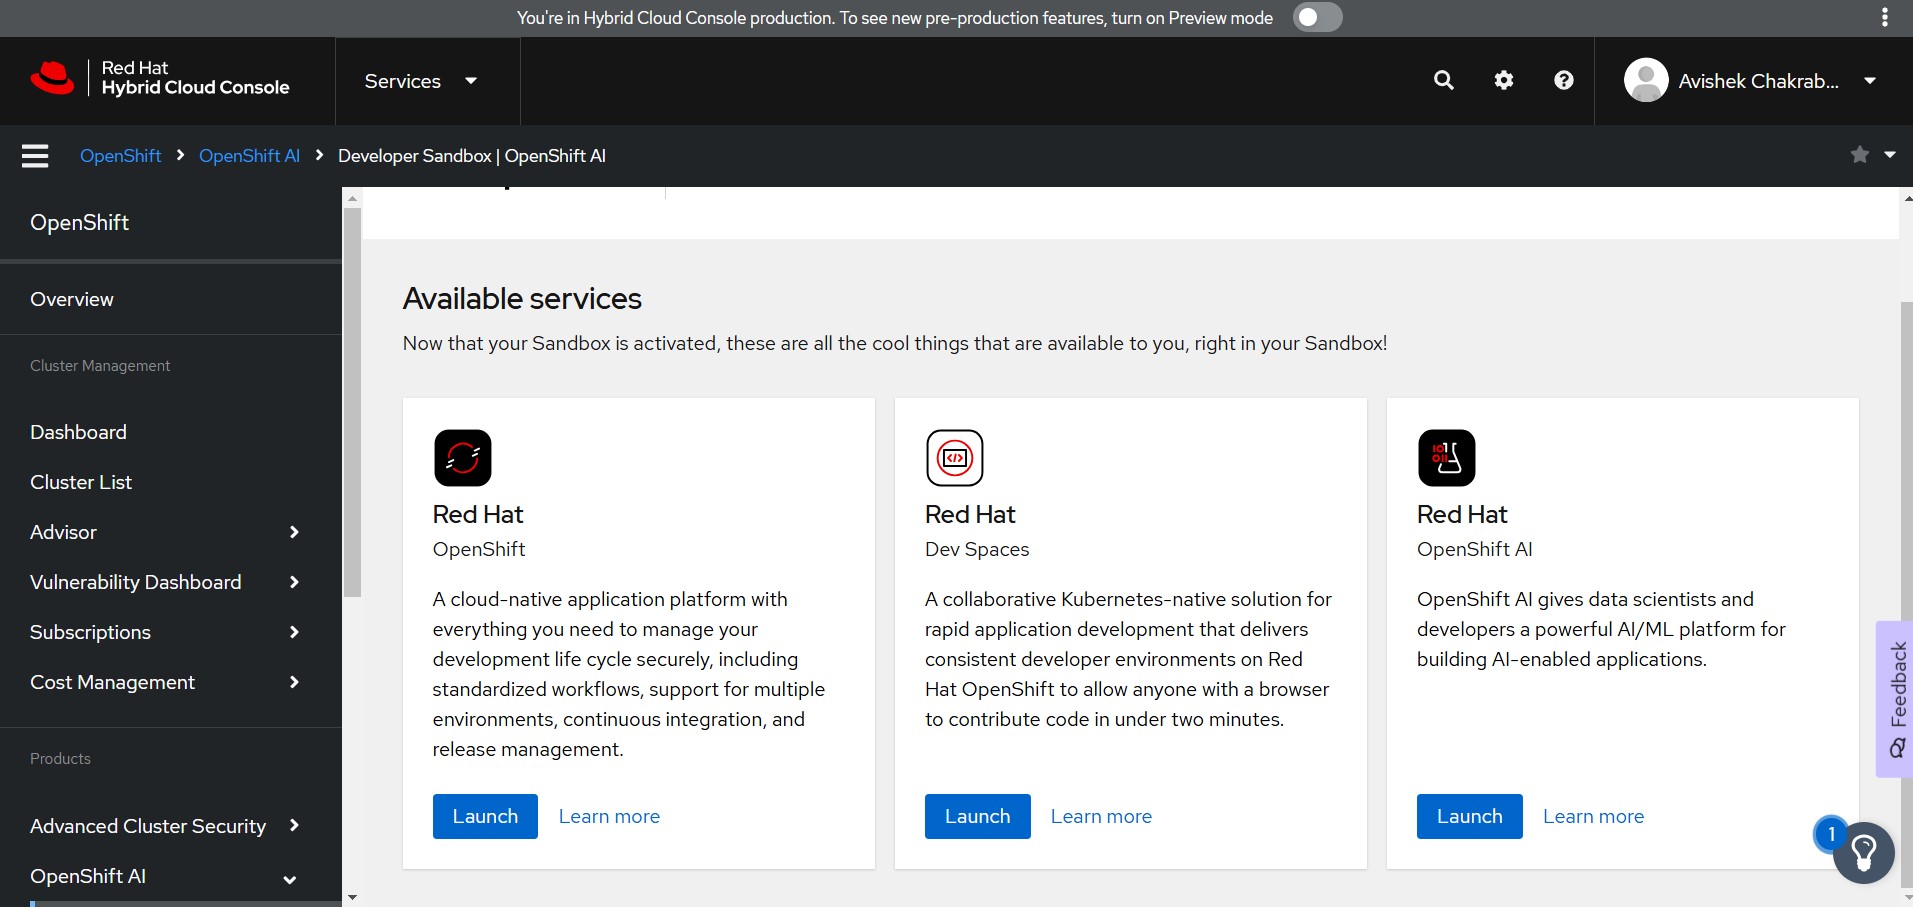 You're in Hybrid Cloud Console production. To see new pre-production features, turn on Preview mode
Red Hat
Hybrid Cloud Console
Services
Avishek Chakrab...
OpenShift
OpenShift AI
Developer Sandbox | OpenShift AI
OpenShift
Overview
Cluster Management
Dashboard
Cluster List
Advisor
Vulnerability Dashboard
Subscriptions
Cost Management
Products
Advanced Cluster Security
OpenShift AI
Available services
Now that your Sandbox is activated, these are all the cool things that are available to you, right in your Sandbox!
Red Hat
OpenShift
A cloud-native application platform with
everything you need to manage your
development life cycle securely, including
standardized workflows, support for multiple
environments, continuous integration, and
release management.
Launch
Learn more
Red Hat
Dev Spaces
A collaborative Kubernetes-native solution for
rapid application development that delivers
consistent developer environments on Red
Hat OpenShift to allow anyone with a browser
to contribute code in under two minutes.
Launch
Learn more
Red Hat
OpenShift AI
OpenShift AI gives data scientists and
developers a powerful AI/ML platform for
building AI-enabled applications.
Launch
Learn more
Feedback
1